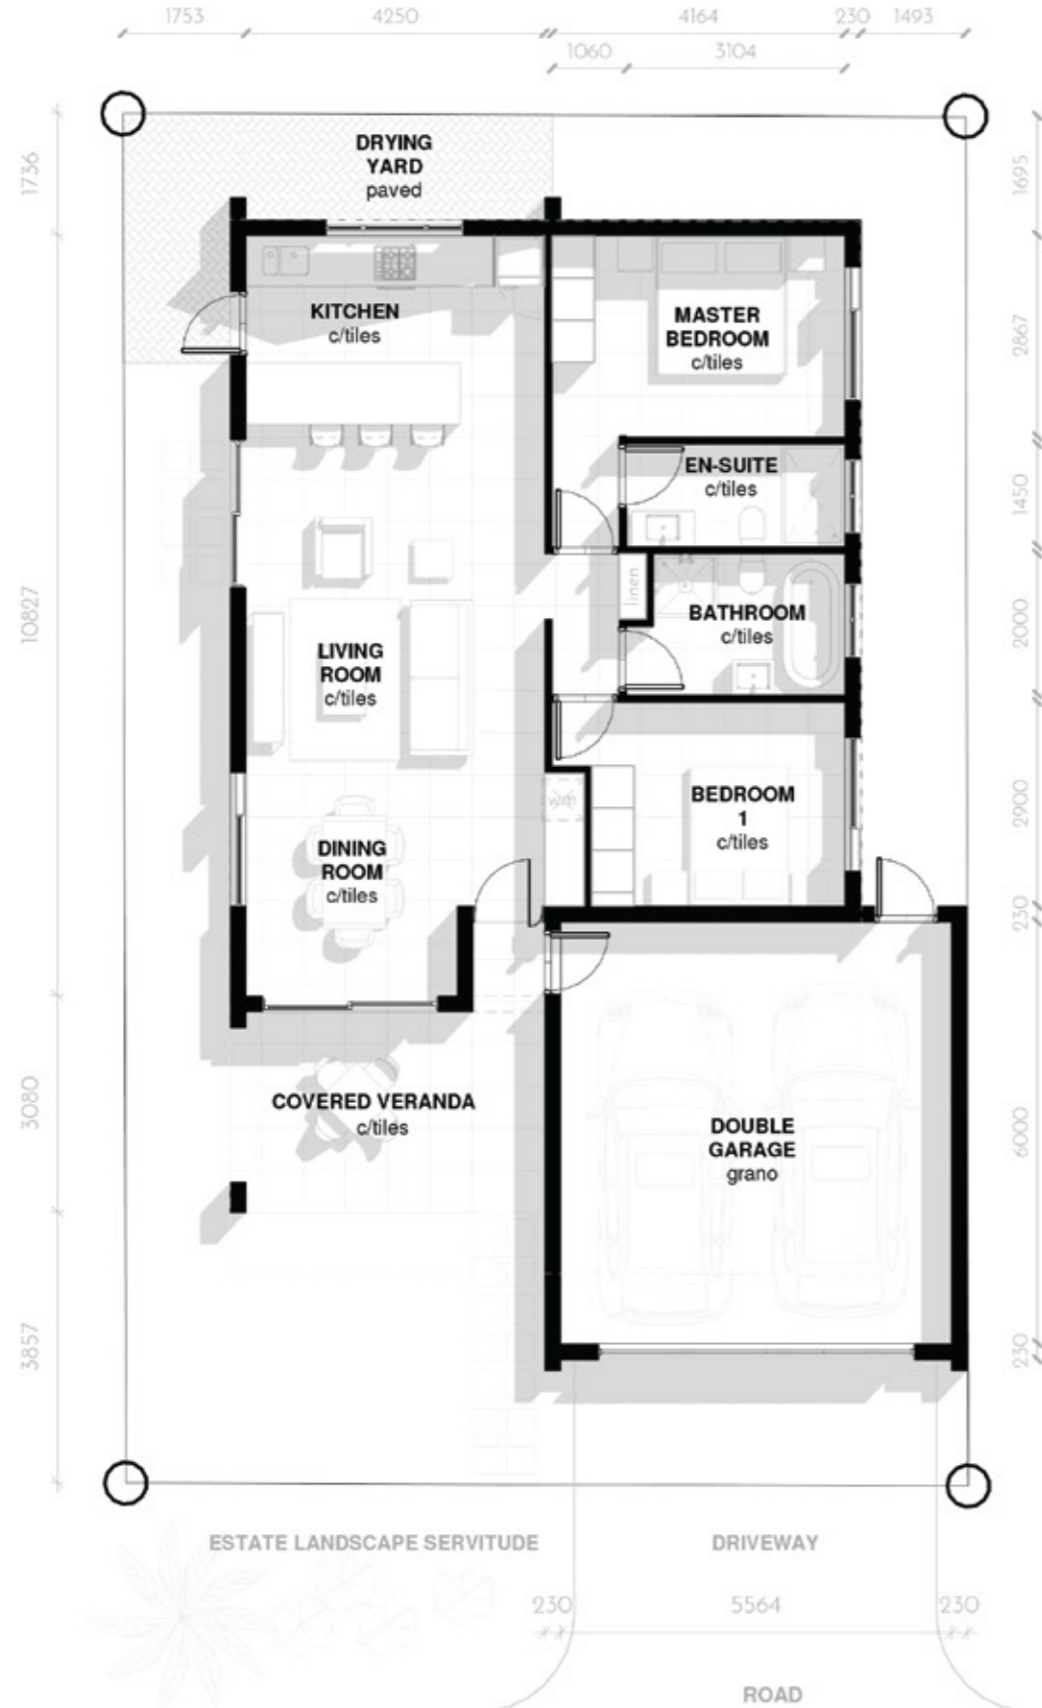 1753 4250 4164 230 1493
1060 3104
1736
10827
3080
3857
1695
2867
1450
2000
2900
230
6000
230
DRYING
YARD
paved
KITCHEN
c/tiles
MASTER
BEDROOM
c/tiles
EN-SUITE
c/tiles
linen
BATHROOM
c/tiles
LIVING
ROOM
c/tiles
wm
BEDROOM
1
c/tiles
DINING
ROOM
c/tiles
COVERED VERANDA
c/tiles
DOUBLE
GARAGE
grano
ESTATE LANDSCAPE SERVITUDE
DRIVEWAY
230 5564 230
ROAD